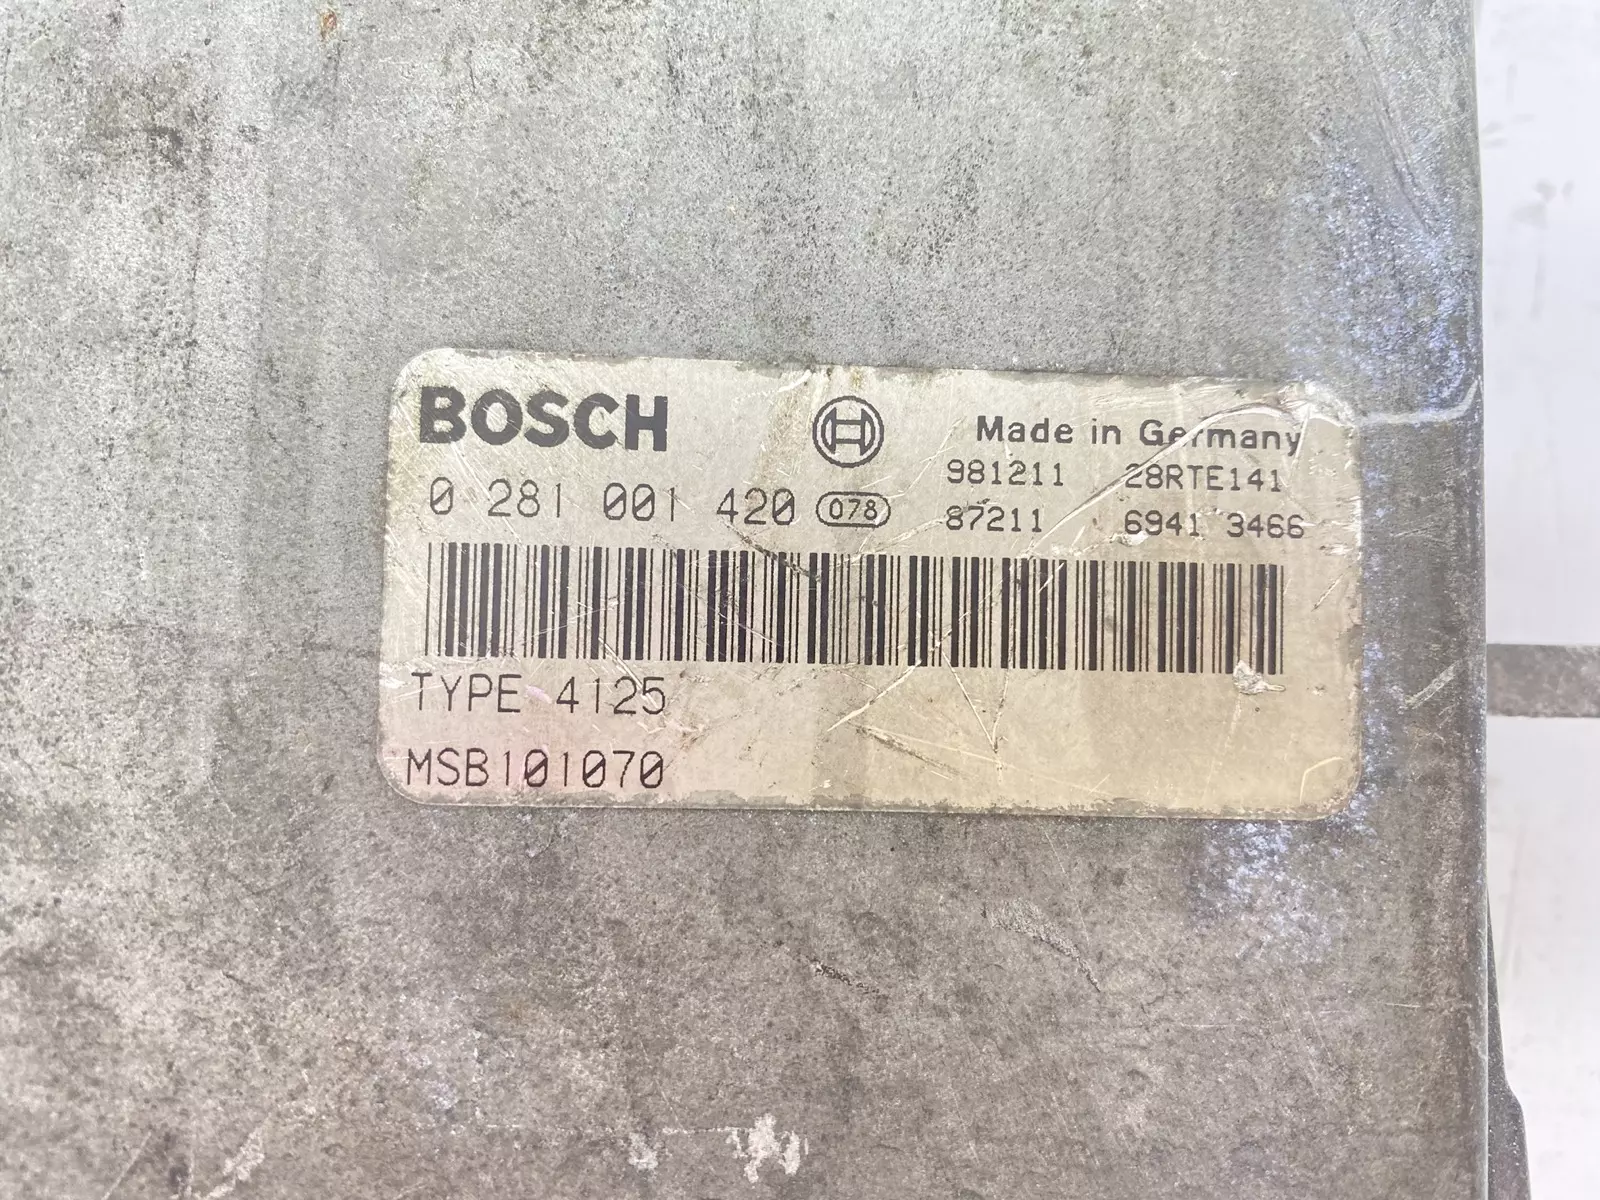 BOSCH
Made in Germany
0 281 001 420 078
981211 28RTE141
87211 6941 3466
TYPE 4125
MSB101070